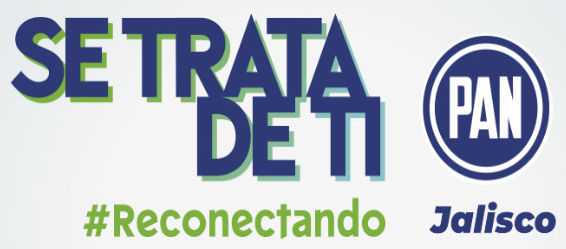 SE TRATA
DE TI
#Reconectando
PAN
Jalisco